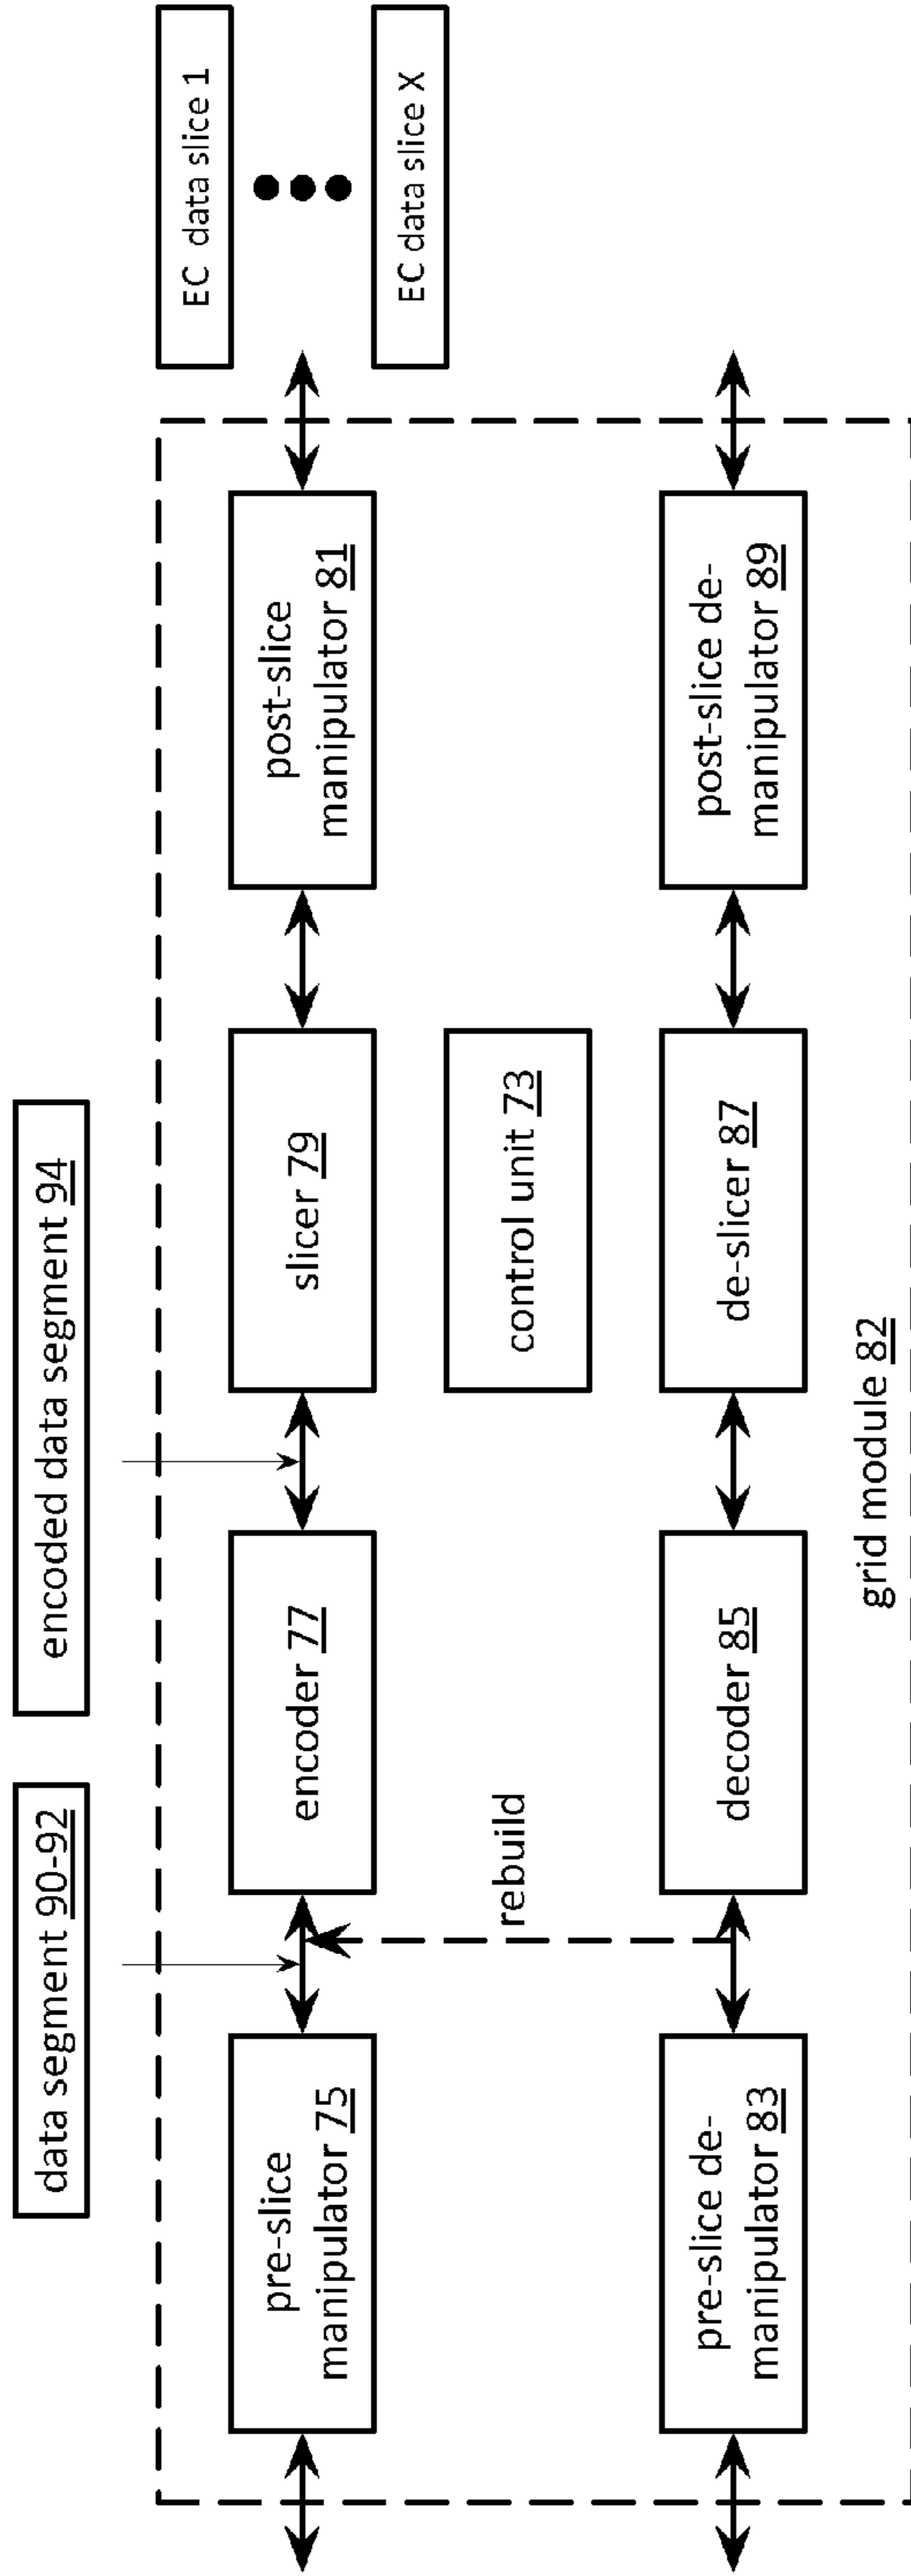 data segment 90-92
encoded data segment 94
EC data slice 1
EC data slice X
pre-slice
manipulator 75
encoder 77
slicer 79
post-slice
manipulator 81
rebuild
control unit 73
pre-slice de-
manipulator 83
decoder 85
de-slicer 87
post-slice de-
manipulator 89
grid module 82